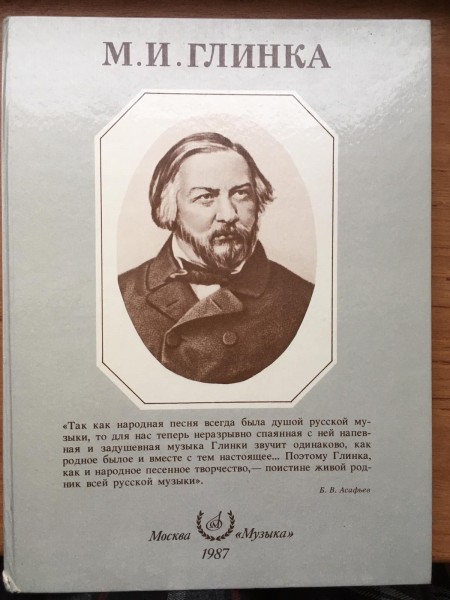 М.И.ГЛИНКА
«Так как народная песня всегда была душой русской му-
зыки, то для нас теперь неразрывно спаянная с ней напев-
ная и задушевная музыка Глинки звучит одинаково, как
родное былое и вместе с тем настоящее... Поэтому Глинка,
как и народное песенное творчество,— поистине живой род-
ник всей русской музыки».
Б. В. Асафьев
Москва «Музыка»
1987